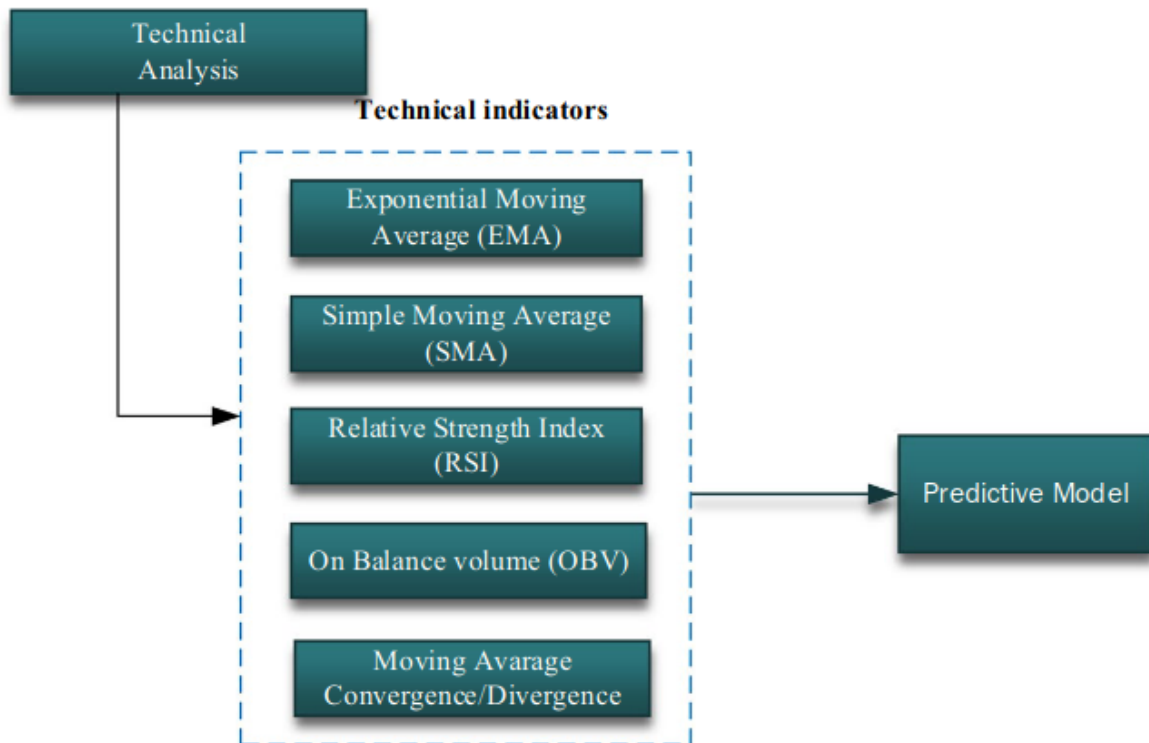 Technical
Analysis
Technical indicators
Exponential Moving
Average (EMA)
Simple Moving Average
(SMA)
Relative Strength Index
(RSI)
On Balance volume (OBV)
Moving Avarage
Convergence/Divergence
Predictive Model